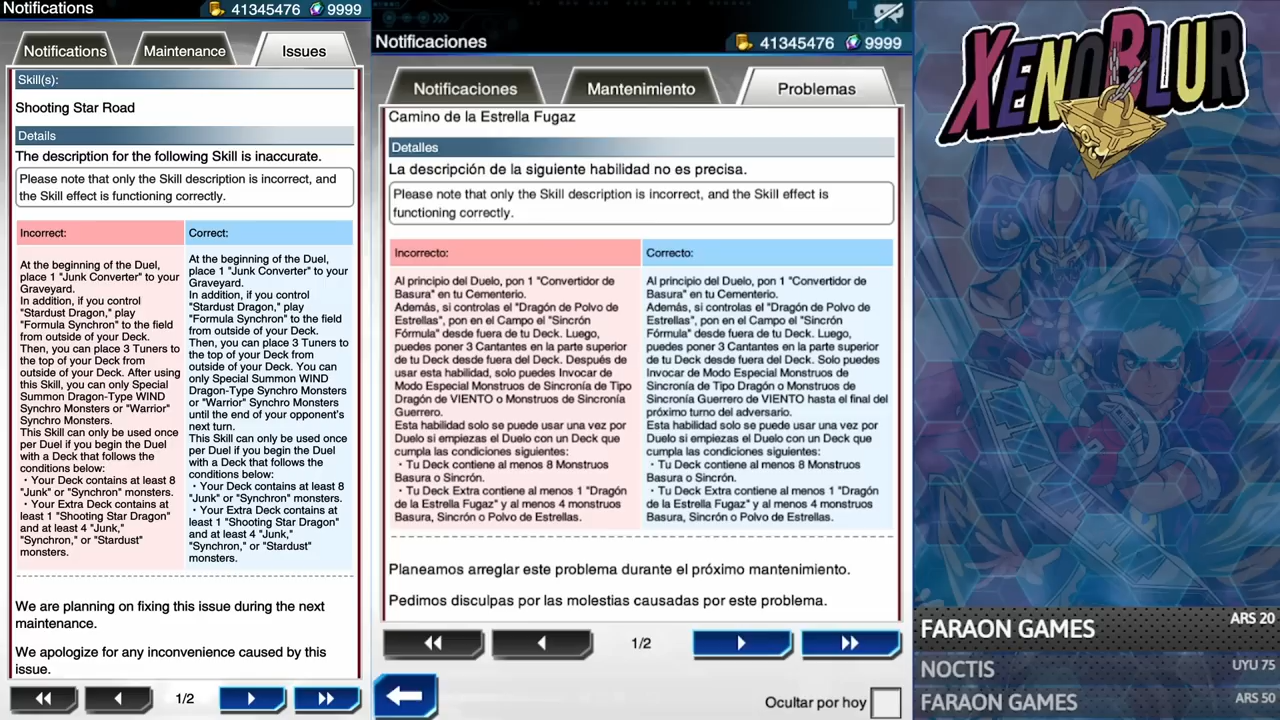 Notifications
41345476
9999
Notifications
Maintenance
Issues
Skill(s):
Shooting Star Road
Details
The description for the following Skill is inaccurate.
Please note that only the Skill description is incorrect, and
the Skill effect is functioning correctly.
Incorrect:
At the beginning of the Duel,
place 1 "Junk Converter" to your
Graveyard.
In addition, if you control
"Stardust Dragon," play
"Formula Synchron" to the field
from outside of your Deck.
Then, you can place 3 Tuners to
the top of your Deck from
outside of your Deck. After using
this Skill, you can only Special
Summon Dragon-Type WIND
Synchro Monsters or "Warrior"
Synchro Monsters.
This Skill can only be used once
per Duel if you begin the Duel
with a Deck that follows the
conditions below:
・Your Deck contains at least 8
"Junk" or "Synchron" monsters.
・Your Extra Deck contains at
least 1 "Shooting Star Dragon"
and at least 4 "Junk,"
"Synchron," or "Stardust"
monsters.
Correct:
At the beginning of the Duel,
place 1 "Junk Converter" to your
Graveyard.
In addition, if you control
"Stardust Dragon," play
"Formula Synchron" to the field
from outside of your Deck.
Then, you can place 3 Tuners to
the top of your Deck from
outside of your Deck. You can
only Special Summon WIND
Dragon-Type Synchro Monsters
or "Warrior" Synchro Monsters
until the end of your opponent's
next turn.
This Skill can only be used once
per Duel if you begin the Duel
with a Deck that follows the
conditions below:
・Your Deck contains at least 8
"Junk" or "Synchron" monsters.
・Your Extra Deck contains at
least 1 "Shooting Star Dragon"
and at least 4 "Junk,"
"Synchron," or "Stardust"
monsters.
We are planning on fixing this issue during the next
maintenance.
We apologize for any inconvenience caused by this
issue.
1/2
Notificaciones
41345476
9999
Notificaciones
Mantenimiento
Problemas
Camino de la Estrella Fugaz
Detalles
La descripción de la siguiente habilidad no es precisa.
Please note that only the Skill description is incorrect, and the Skill effect is
functioning correctly.
Incorrecto:
Al principio del Duelo, pon 1 "Convertidor de
Basura" en tu Cementerio.
Además, si controlas el "Dragón de Polvo de
Estrellas", pon en el Campo el "Sincrón
Fórmula" desde fuera de tu Deck. Luego,
puedes poner 3 Cantantes en la parte superior
de tu Deck desde fuera del Deck. Después de
usar esta habilidad, solo puedes Invocar de
Modo Especial Monstruos de Sincronía de Tipo
Dragón de VIENTO o Monstruos de Sincronía
Guerrero.
Esta habilidad solo se puede usar una vez por
Duelo si empiezas el Duelo con un Deck que
cumpla las condiciones siguientes:
・Tu Deck contiene al menos 8 Monstruos
Basura o Sincrón.
・Tu Deck Extra contiene al menos 1 "Dragón
de la Estrella Fugaz" y al menos 4 monstruos
Basura, Sincrón o Polvo de Estrellas.
Correcto:
Al principio del Duelo, pon 1 "Convertidor de
Basura" en tu Cementerio.
Además, si controlas el "Dragón de Polvo de
Estrellas", pon en el Campo el "Sincrón
Fórmula" desde fuera de tu Deck. Luego,
puedes poner 3 Cantantes en la parte superior
de tu Deck desde fuera del Deck. Solo puedes
Invocar de Modo Especial Monstruos de
Sincronía de Tipo Dragón o Monstruos de
Sincronía Guerrero de VIENTO hasta el final del
próximo turno del adversario.
Esta habilidad solo se puede usar una vez por
Duelo si empiezas el Duelo con un Deck que
cumpla las condiciones siguientes:
・Tu Deck contiene al menos 8 Monstruos
Basura o Sincrón.
・Tu Deck Extra contiene al menos 1 "Dragón
de la Estrella Fugaz" y al menos 4 monstruos
Basura, Sincrón o Polvo de Estrellas.
Planeamos arreglar este problema durante el próximo mantenimiento.
Pedimos disculpas por las molestias causadas por este problema.
1/2
Ocultar por hoy
XENOBLUR
FARAON GAMES ARS 20
NOCTIS UYU 75
FARAON GAMES ARS 50